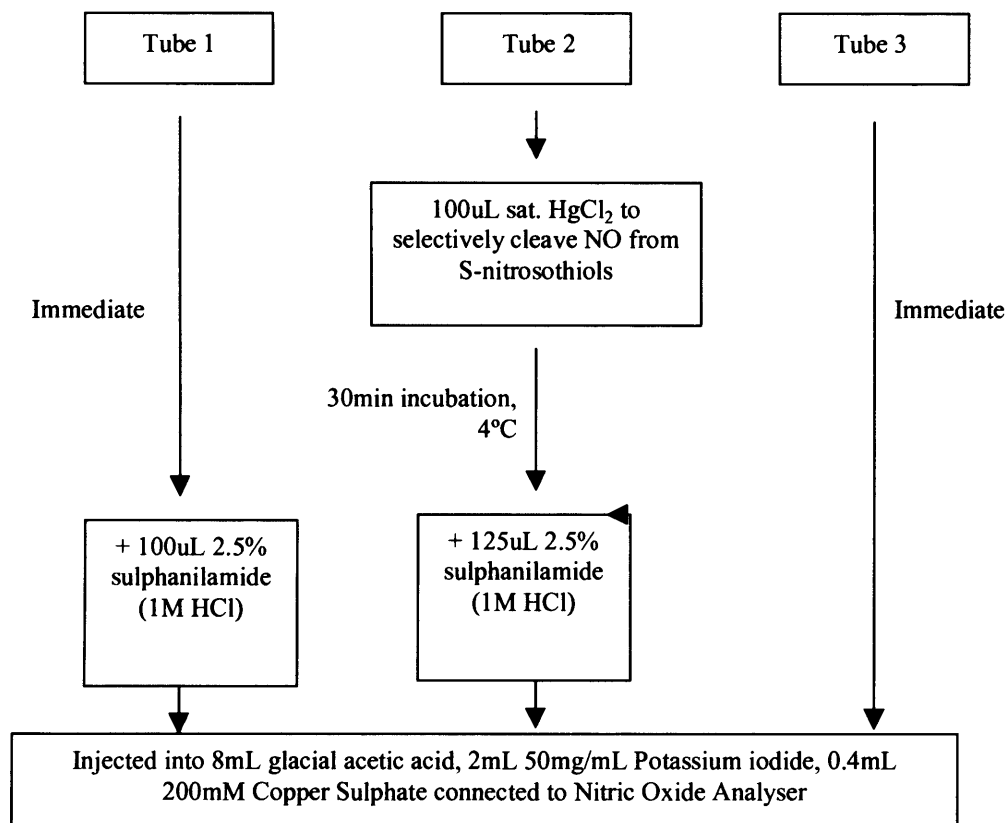 Tube 1
Tube 2
Tube 3
100uL sat. HgCl₂ to
selectively cleave NO from
S-nitrosothiols
Immediate
Immediate
30min incubation,
4ºC
+ 100uL 2.5%
sulphanilamide
(1M HCl)
+ 125uL 2.5%
sulphanilamide
(1M HCl)
Injected into 8mL glacial acetic acid, 2mL 50mg/mL Potassium iodide, 0.4mL
200mM Copper Sulphate connected to Nitric Oxide Analyser